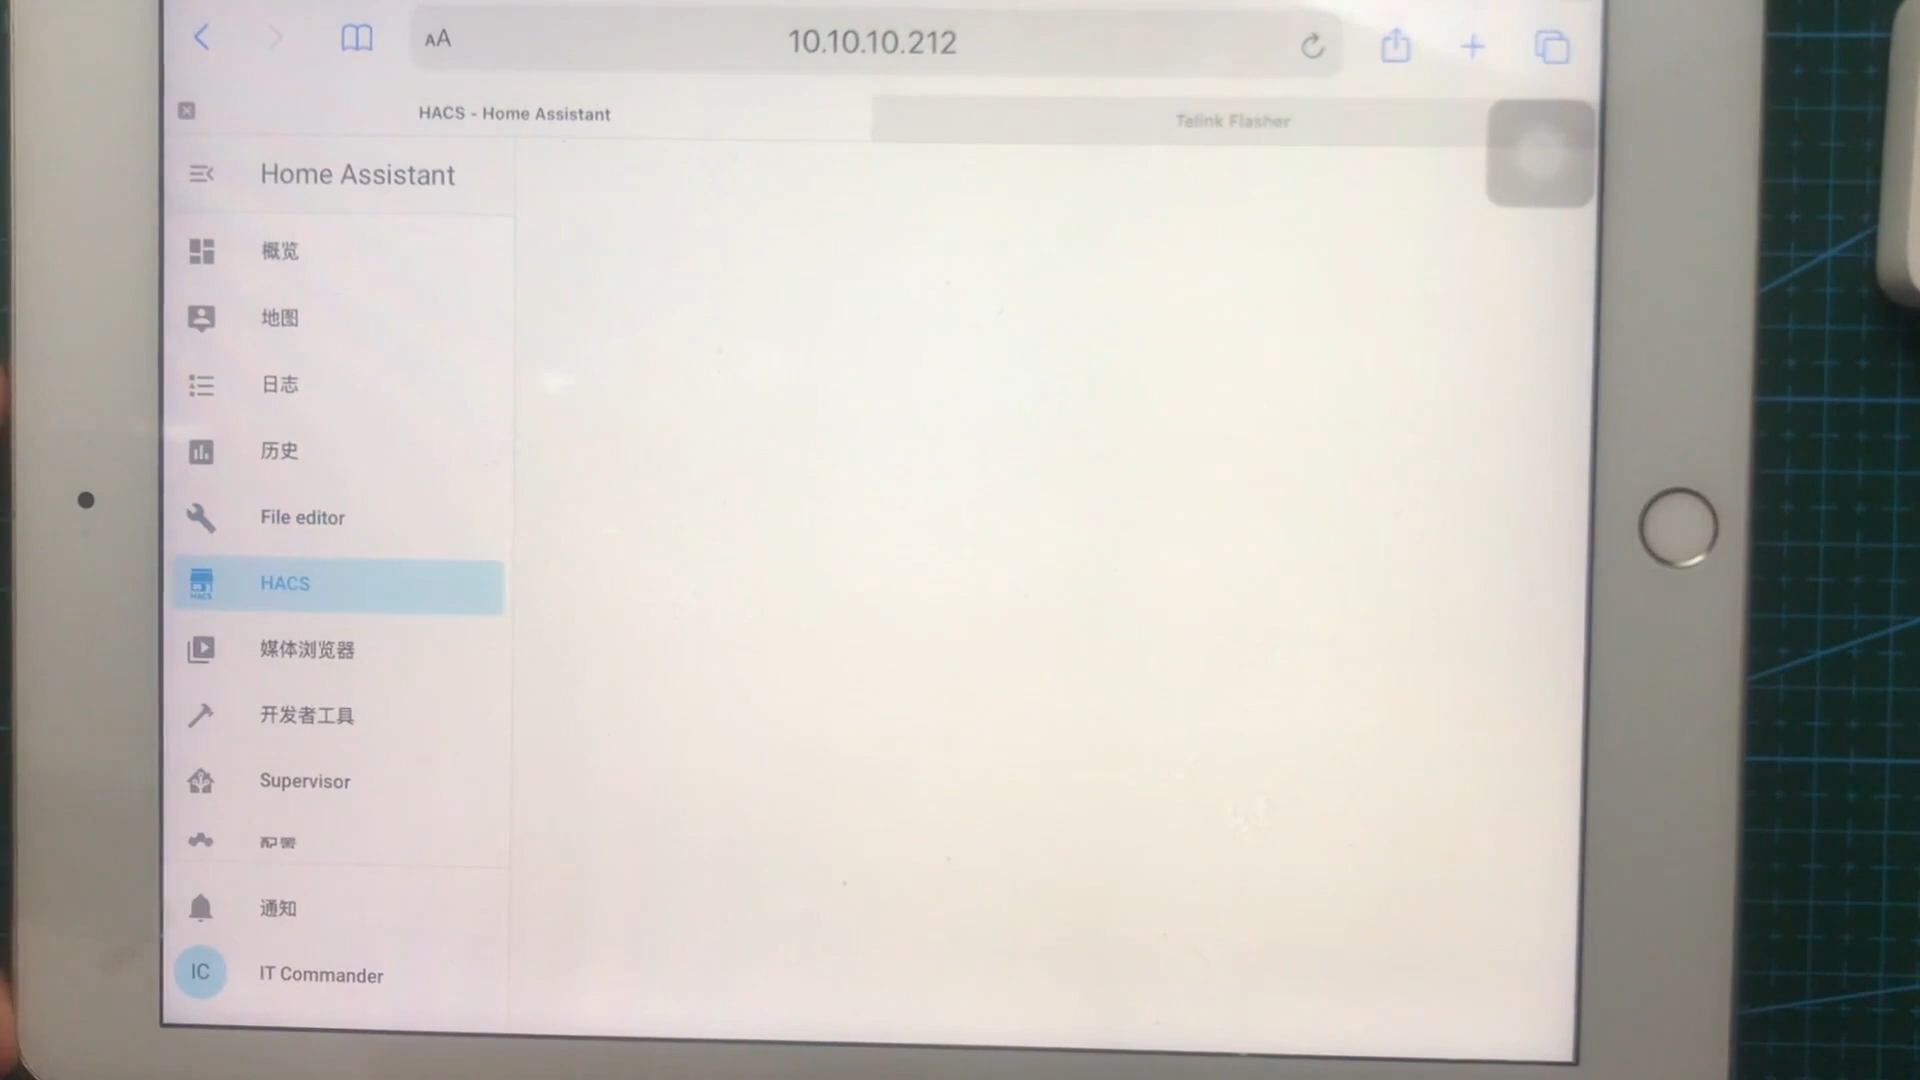 AA
10.10.10.212
HACS - Home Assistant
Telink Flasher
Home Assistant
概览
地图
日志
历史
File editor
HACS
HACS
媒体浏览器
开发者工具
Supervisor
配置
通知
IC
IT Commander